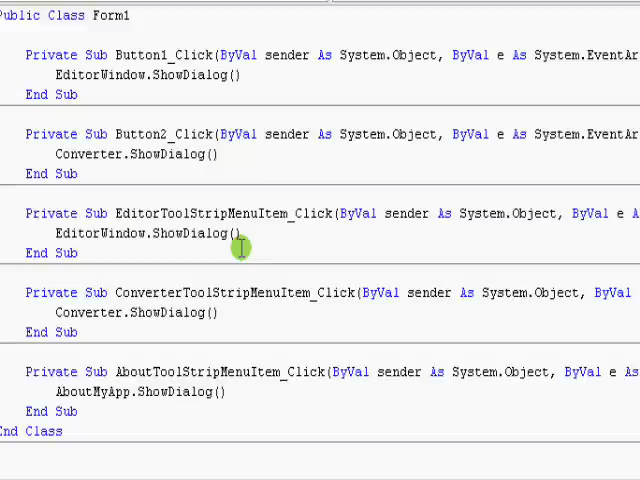 Public Class Form1
Private Sub Button1_Click(ByVal sender As System.Object, ByVal e As System.EventAr
EditorWindow.ShowDialog()
End Sub
Private Sub Button2_Click(ByVal sender As System.Object, ByVal e As System.EventAr
Converter.ShowDialog()
End Sub
Private Sub EditorToolStripMenuItem_Click(ByVal sender As System.Object, ByVal e A
EditorWindow.ShowDialog()
End Sub
Private Sub ConverterToolStripMenuItem_Click(ByVal sender As System.Object, ByVal
Converter.ShowDialog()
End Sub
Private Sub AboutToolStripMenuItem_Click(ByVal sender As System.Object, ByVal e As
AboutMyApp.ShowDialog()
End Sub
End Class